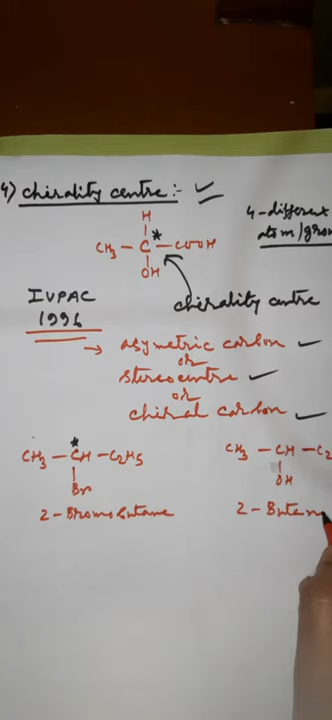 4) chirality centre :- ✓
4-different
atom/grou
H
CH3 - C* - COOH
OH
chirality centre
IUPAC
1996
→ asymetric carbon ✓
or
stereocentre ✓
or
chiral carbon ✓
CH3 - C*H - C2H5
Br
2-Bromobutane
CH3 - CH - C2
OH
2-Butan